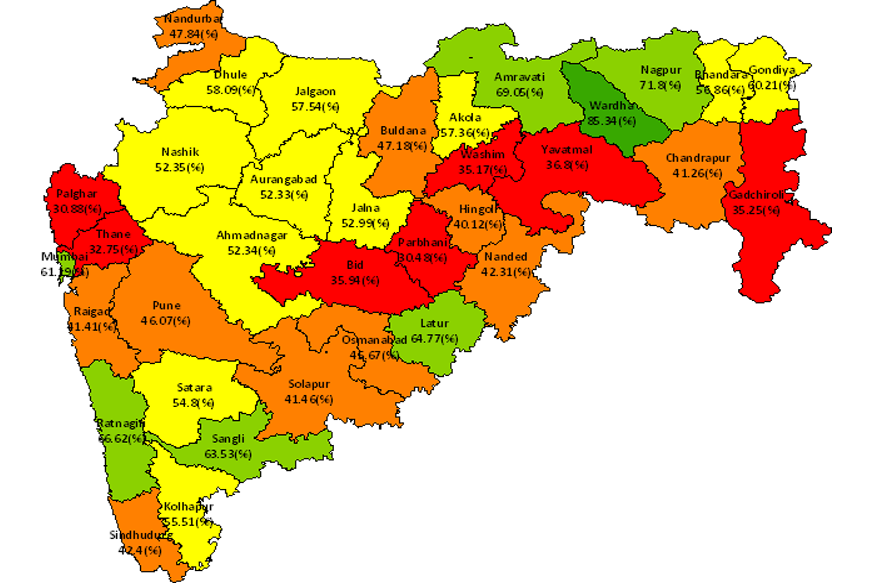 Nandurbar
47.84(%)
Dhule
58.09(%)
Jalgaon
57.54(%)
Amravati
69.05(%)
Nagpur
71.8(%)
Bhandara
56.86(%)
Gondiya
60.21(%)
Wardha
85.34(%)
Akola
57.36(%)
Buldana
47.18(%)
Nashik
52.35(%)
Washim
35.17(%)
Yavatmal
36.8(%)
Chandrapur
41.26(%)
Gadchiroli
35.25(%)
Aurangabad
52.33(%)
Palghar
30.88(%)
Jalna
52.99(%)
Hingoli
40.12(%)
Thane
32.75(%)
Ahmadnagar
52.34(%)
Parbhani
30.48(%)
Mumbai
61.29(%)
Bid
35.94(%)
Nanded
42.31(%)
Raigad
41.41(%)
Pune
46.07(%)
Latur
64.77(%)
Osmanabad
45.67(%)
Satara
54.8(%)
Solapur
41.46(%)
Ratnagiri
66.62(%)
Sangli
63.53(%)
Kolhapur
55.51(%)
Sindhudurg
42.4(%)